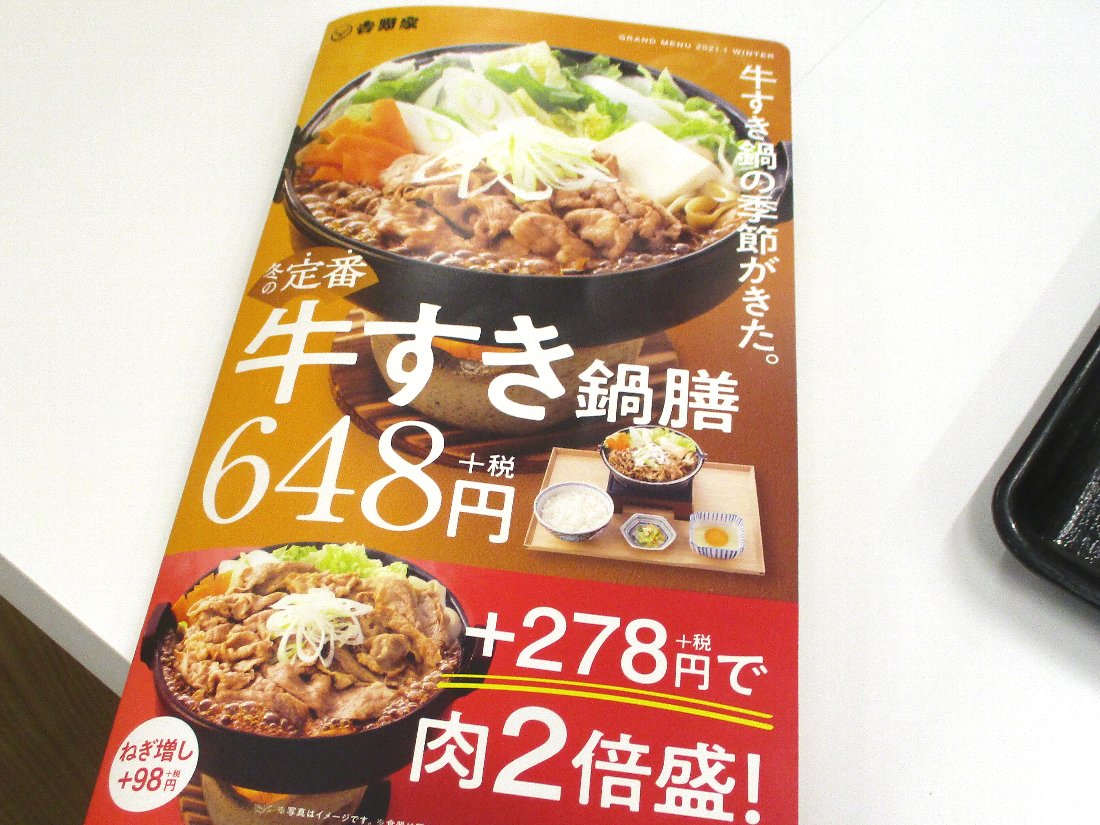 吉野家
GRAND MENU 2021.1 WINTER
牛すき鍋の季節がきた。
冬の定番
牛すき鍋膳
648円+税
+278円+税で
肉2倍盛!
ねぎ増し
+98円+税
※写真はイメージです。